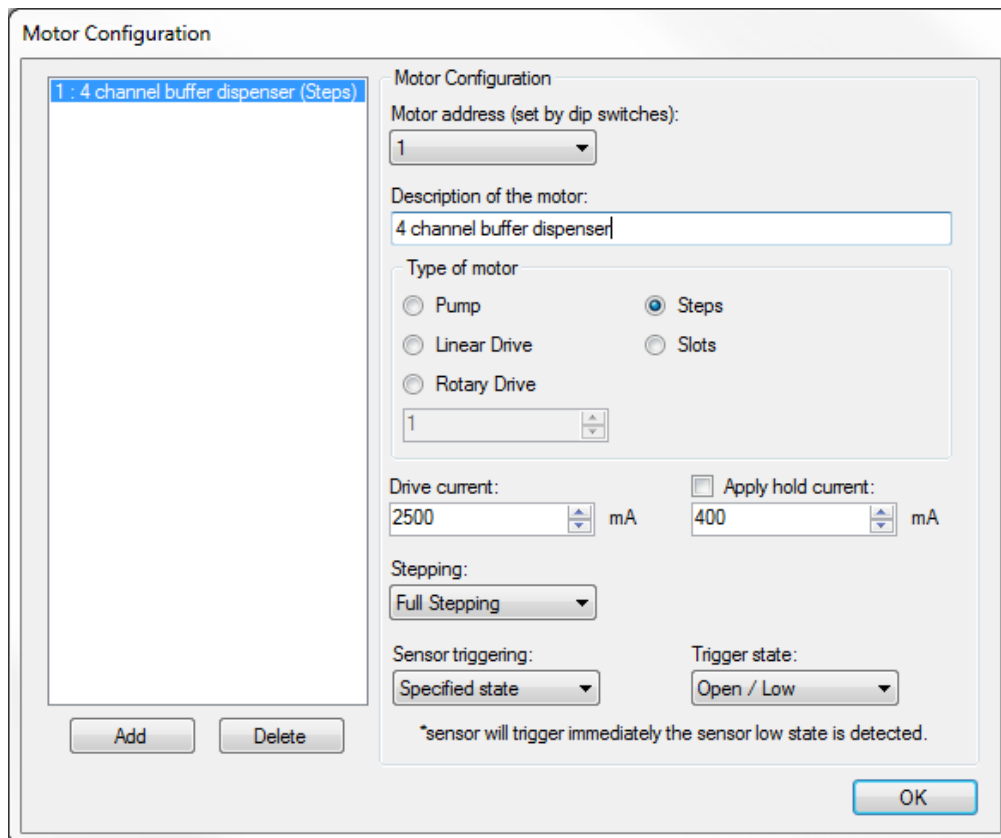 Motor Configuration
1 : 4 channel buffer dispenser (Steps)
Motor Configuration
Motor address (set by dip switches):
1
Description of the motor:
4 channel buffer dispenser
Type of motor
Pump
Steps
Linear Drive
Slots
Rotary Drive
1
Drive current:
Apply hold current:
2500 mA
400 mA
Stepping:
Full Stepping
Sensor triggering:
Trigger state:
Specified state
Open / Low
*sensor will trigger immediately the sensor low state is detected.
Add
Delete
OK